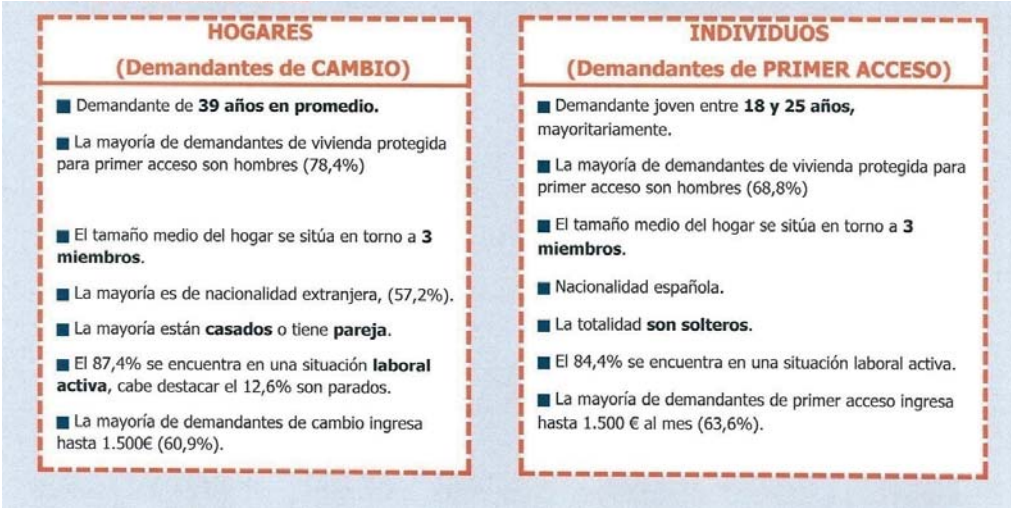 HOGARES
(Demandantes de CAMBIO)
■ Demandante de 39 años en promedio.
■ La mayoría de demandantes de vivienda protegida
para primer acceso son hombres (78,4%)
■ El tamaño medio del hogar se sitúa en torno a 3
miembros.
■ La mayoría es de nacionalidad extranjera, (57,2%).
■ La mayoría están casados o tiene pareja.
■ El 87,4% se encuentra en una situación laboral
activa, cabe destacar el 12,6% son parados.
■ La mayoría de demandantes de cambio ingresa
hasta 1.500€ (60,9%).
INDIVIDUOS
(Demandantes de PRIMER ACCESO)
■ Demandante joven entre 18 y 25 años,
mayoritariamente.
■ La mayoría de demandantes de vivienda protegida para
primer acceso son hombres (68,8%)
■ El tamaño medio del hogar se sitúa en torno a 3
miembros.
■ Nacionalidad española.
■ La totalidad son solteros.
■ El 84,4% se encuentra en una situación laboral activa.
■ La mayoría de demandantes de primer acceso ingresa
hasta 1.500 € al mes (63,6%).